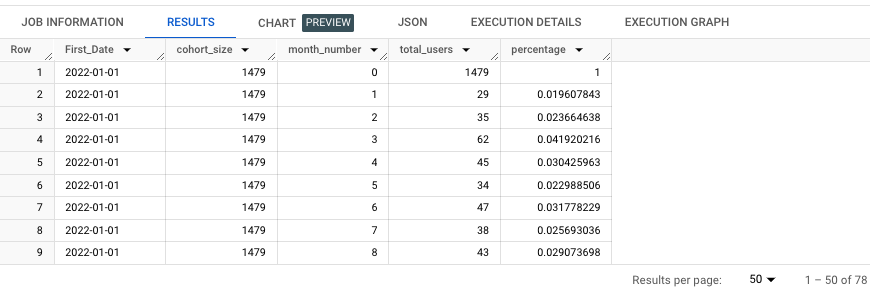 JOB INFORMATION RESULTS CHART PREVIEW JSON EXECUTION DETAILS EXECUTION GRAPH
Row First_Date cohort_size month_number total_users percentage
1 2022-01-01 1479 0 1479 1
2 2022-01-01 1479 1 29 0.019607843
3 2022-01-01 1479 2 35 0.023664638
4 2022-01-01 1479 3 62 0.041920216
5 2022-01-01 1479 4 45 0.030425963
6 2022-01-01 1479 5 34 0.022988506
7 2022-01-01 1479 6 47 0.031778229
8 2022-01-01 1479 7 38 0.025693036
9 2022-01-01 1479 8 43 0.029073698
Results per page: 50 1 – 50 of 78